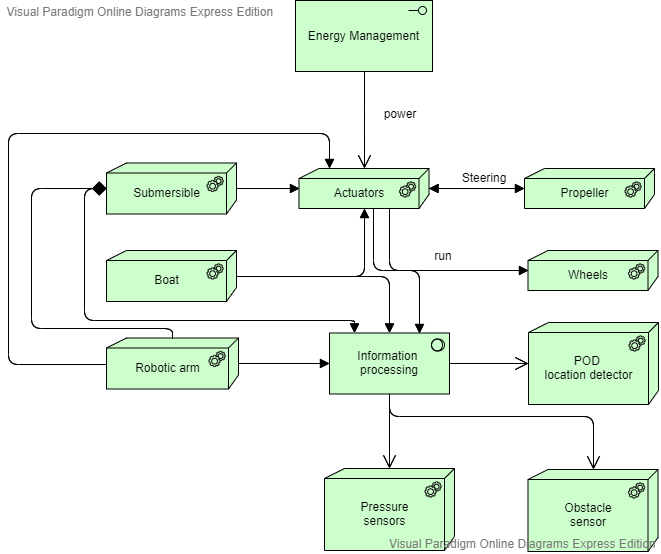 Visual Paradigm Online Diagrams Express Edition
Energy Management
power
Submersible
Actuators
Steering
Propeller
Boat
run
Wheels
Robotic arm
Information
processing
POD
location detector
Pressure
sensors
Obstacle
sensor
Visual Paradigm Online Diagrams Express Edition